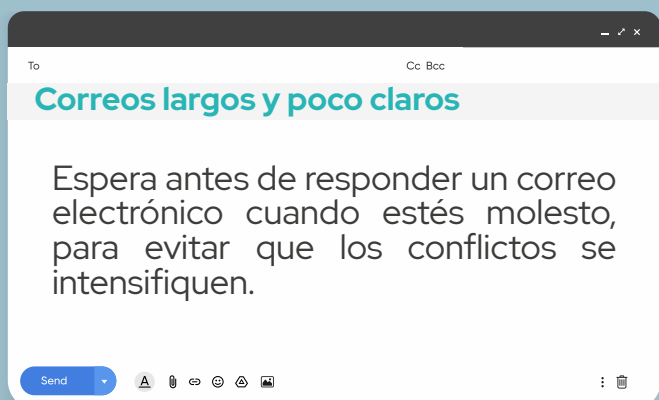 To
Cc Bcc
Correos largos y poco claros
Espera antes de responder un correo
electrónico cuando estés molesto,
para evitar que los conflictos se
intensifiquen.
Send
A